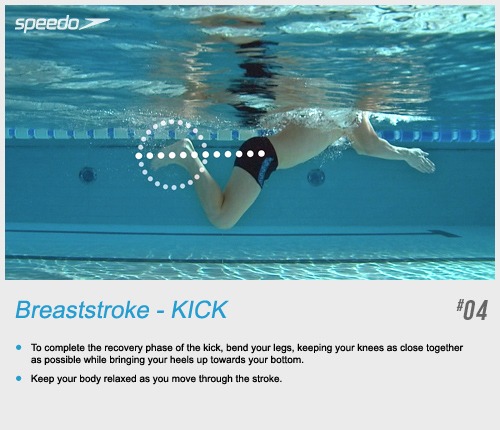 speedo
Breaststroke - KICK
#04
To complete the recovery phase of the kick, bend your legs, keeping your knees as close together
as possible while bringing your heels up towards your bottom.
Keep your body relaxed as you move through the stroke.